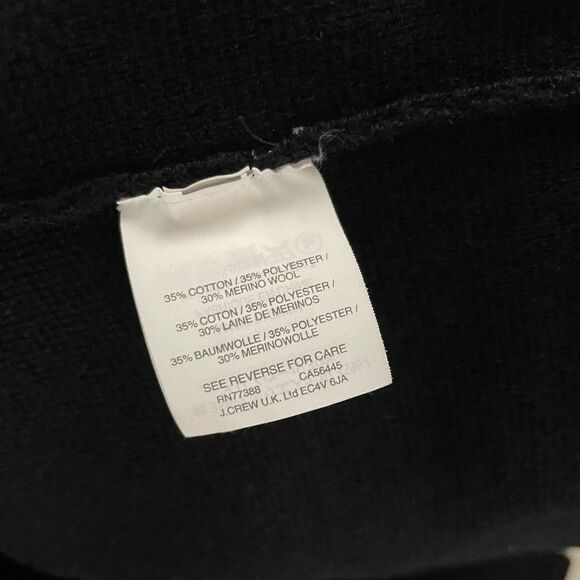 35% COTTON / 35% POLYESTER /
30% MERINO WOOL
35% COTON / 35% POLYESTER /
30% LAINE DE MERINOS
35% BAUMWOLLE / 35% POLYESTER /
30% MERINOWOLLE
SEE REVERSE FOR CARE
RN77388 CA56445
J.CREW U.K. Ltd EC4V 6JA